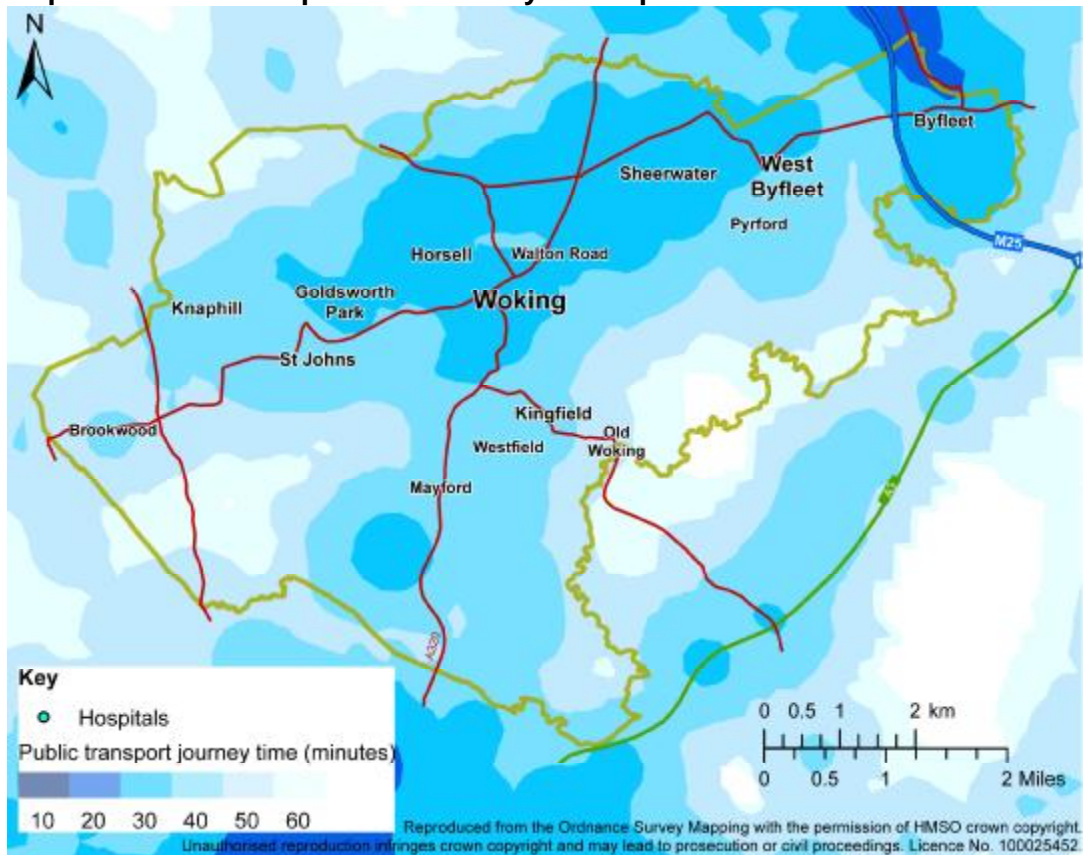 N
Byfleet
West
Byfleet
Sheerwater
Pyrford
M25
Horsell
Walton Road
Goldsworth
Park
Woking
Knaphill
St Johns
Kingfield
Brookwood
Old
Woking
Westfield
Mayford
A3
A320
Key
Hospitals
Public transport journey time (minutes)
10 20 30 40 50 60
0 0.5 1 2 km
0 0.5 1 2 Miles
Reproduced from the Ordnance Survey Mapping with the permission of HMSO crown copyright.
Unauthorised reproduction infringes crown copyright and may lead to prosecution or civil proceedings. Licence No. 100025452